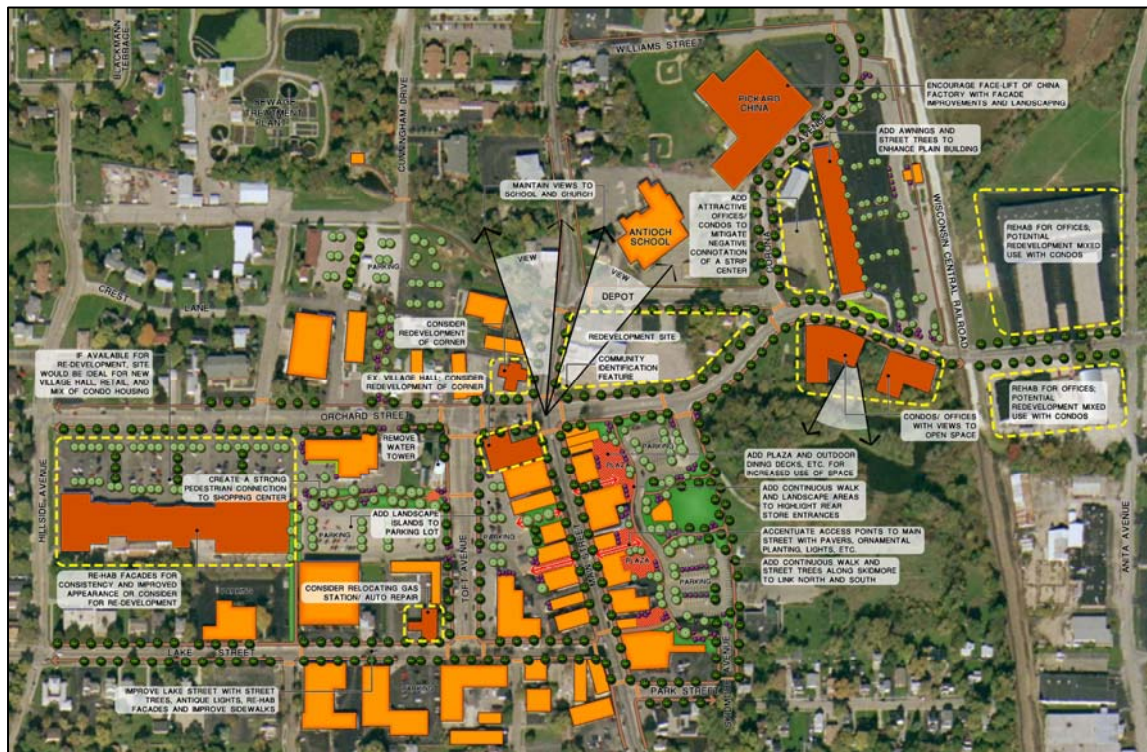 BLACKMANN
TERRACE
SEWAGE
TREATMENT
PLANT
CUNNINGHAM DRIVE
WILLIAMS STREET
PICKARD
CHINA
ENCOURAGE FACE-LIFT OF CHINA
FACTORY WITH FACADE
IMPROVEMENTS AND LANDSCAPING
ADD AWNINGS AND
STREET TREES TO
ENHANCE PLAIN BUILDING
MAINTAIN VIEWS TO
SCHOOL AND CHURCH
ANTIOCH
SCHOOL
ADD
ATTRACTIVE
OFFICES/
CONDOS TO
MITIGATE
NEGATIVE
CONNOTATION
OF A STRIP
CENTER
WISCONSIN CENTRAL RAILROAD
REHAB FOR OFFICES;
POTENTIAL
REDEVELOPMENT MIXED
USE WITH CONDOS
VIEW
VIEW
PARKING
DEPOT
CREST
LANE
CONSIDER
REDEVELOPMENT
OF CORNER
REDEVELOPMENT SITE
COMMUNITY
IDENTIFICATION
FEATURE
IF AVAILABLE FOR
RE-DEVELOPMENT, SITE
WOULD BE IDEAL FOR NEW
VILLAGE HALL, RETAIL, AND
MIX OF CONDO HOUSING
EX. VILLAGE HALL; CONSIDER
REDEVELOPMENT OF CORNER
REHAB FOR OFFICES;
POTENTIAL
REDEVELOPMENT MIXED
USE WITH CONDOS
ORCHARD STREET
CONDOS/ OFFICES
WITH VIEWS TO
OPEN SPACE
REMOVE
WATER
TOWER
HILLSIDE AVENUE
CREATE A STRONG
PEDESTRIAN CONNECTION
TO SHOPPING CENTER
ADD LANDSCAPE
ISLANDS TO
PARKING LOT
PARKING
PARKING
TOFT AVENUE
MAIN STREET
PLAZA
PARKING
ADD PLAZA AND OUTDOOR
DINING DECKS, ETC. FOR
INCREASED USE OF SPACE
ADD CONTINUOUS WALK
AND LANDSCAPE AREAS
TO HIGHLIGHT REAR
STORE ENTRANCES
ACCENTUATE ACCESS POINTS TO MAIN
STREET WITH PAVERS, ORNAMENTAL
PLANTING, LIGHTS, ETC.
ADD CONTINUOUS WALK AND
STREET TREES ALONG SKIDMORE
TO LINK NORTH AND SOUTH
PLAZA
PARKING
ANITA AVENUE
RE-HAB FACADES FOR
CONSISTENCY AND IMPROVED
APPEARANCE OR CONSIDER
FOR RE-DEVELOPMENT
PARKING
CONSIDER RELOCATING GAS
STATION/ AUTO REPAIR
LAKE STREET
IMPROVE LAKE STREET WITH STREET
TREES, ANTIQUE LIGHTS, RE-HAB
FACADES AND IMPROVE SIDEWALKS
PARKING
PARK STREET
AVENUE